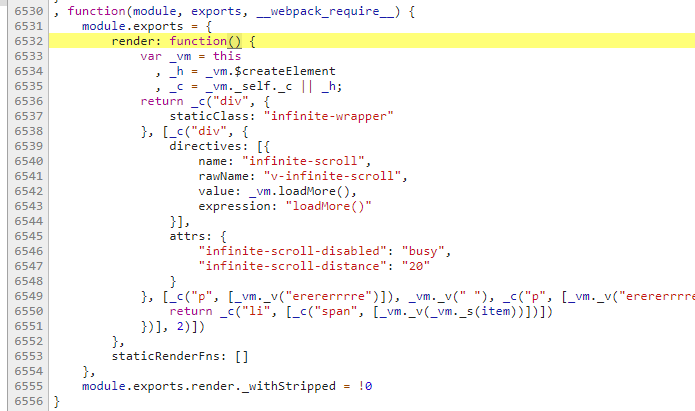 6530 , function(module, exports, __webpack_require__) {
6531 module.exports = {
6532 render: function() {
6533 var _vm = this
6534 , _h = _vm.$createElement
6535 , _c = _vm._self._c || _h;
6536 return _c("div", {
6537 staticClass: "infinite-wrapper"
6538 }, [_c("div", {
6539 directives: [{
6540 name: "infinite-scroll",
6541 rawName: "v-infinite-scroll",
6542 value: _vm.loadMore(),
6543 expression: "loadMore()"
6544 }],
6545 attrs: {
6546 "infinite-scroll-disabled": "busy",
6547 "infinite-scroll-distance": "20"
6548 }
6549 }, [_c("p", [_vm._v("erererrrre")]), _vm._v(" "), _c("p", [_vm._v("erererrrre
6550 return _c("li", [_c("span", [_vm._v(_vm._s(item))])])
6551 })], 2)])
6552 },
6553 staticRenderFns: []
6554 },
6555 module.exports.render._withStripped = !0
6556 }